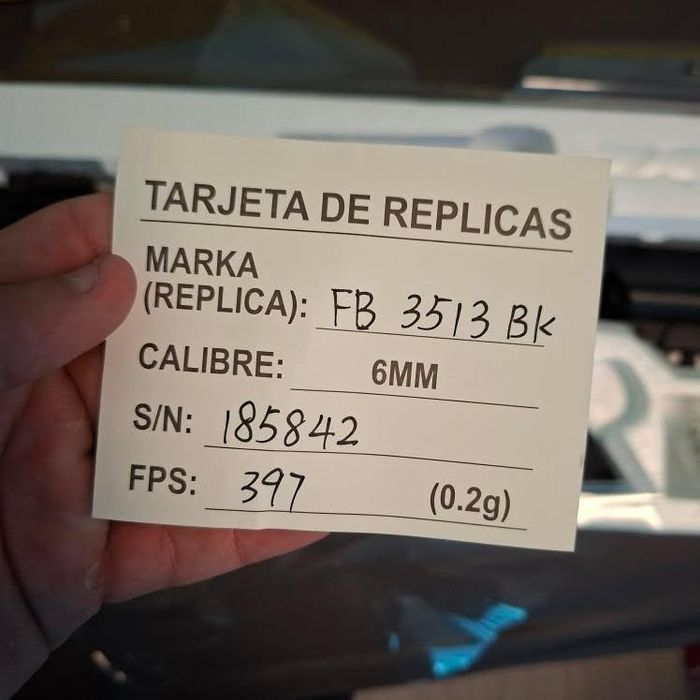 TARJETA DE REPLICAS
MARKA
(REPLICA): FB 3513 BK
CALIBRE: 6MM
S/N: 185842
FPS: 397 (0.2g)